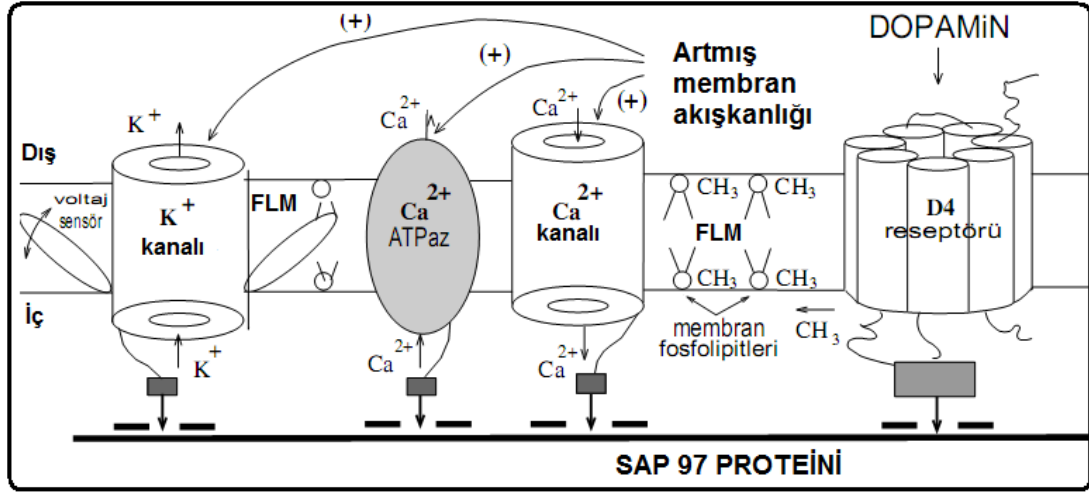 (+)
(+)
(+)
Artmış
membran
akışkanlığı
DOPAMiN
K+
Ca2+
Ca2+
Dış
voltaj
sensör
K+
kanalı
FLM
Ca2+
ATPaz
Ca2+
kanalı
CH3
CH3
FLM
CH3
CH3
D4
reseptörü
İç
K+
Ca2+
Ca2+
membran
fosfolipitleri
CH3
SAP 97 PROTEİNİ